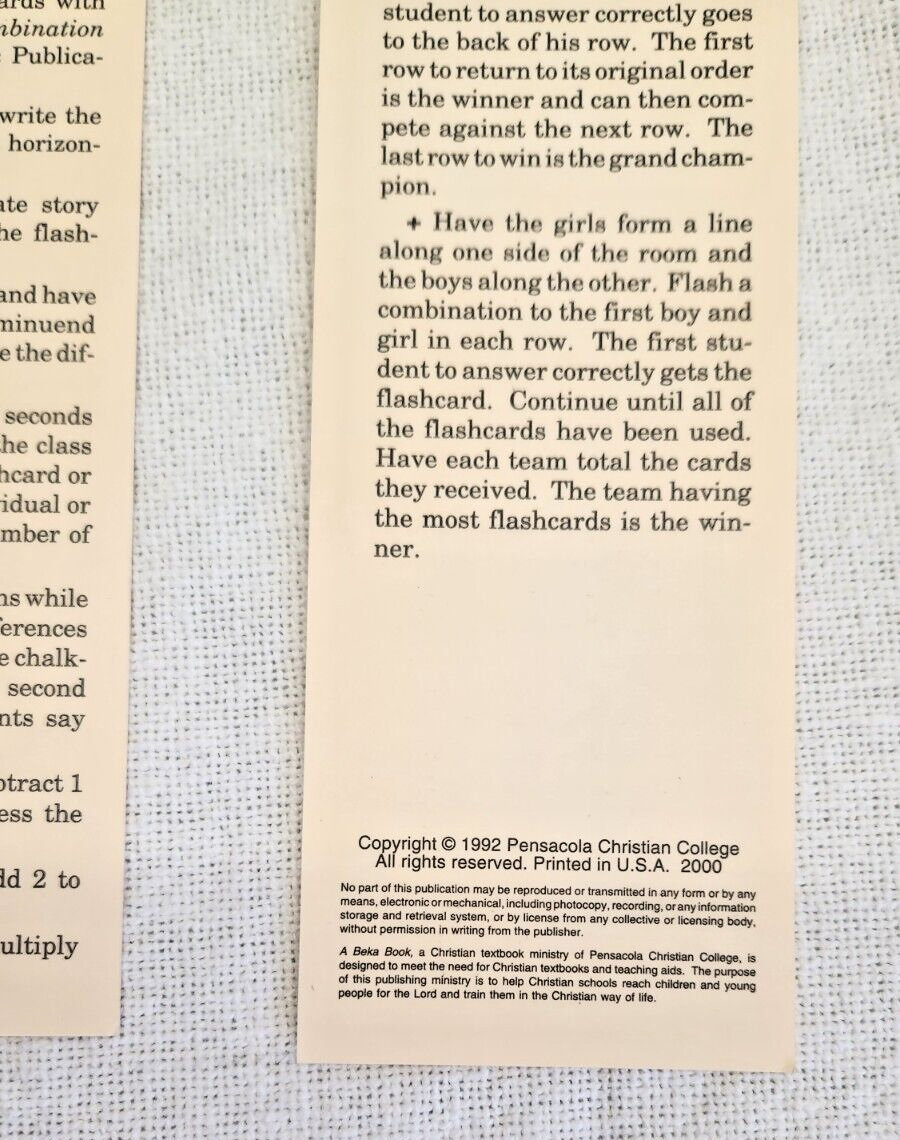 ards with
nbination
Publica-
write the
horizon-
ate story
he flash-
and have
minuend
e the dif-
seconds
he class
hcard or
idual or
mber of
ns while
ferences
e chalk-
second
nts say
btract 1
ess the
dd 2 to
ultiply
student to answer correctly goes
to the back of his row. The first
row to return to its original order
is the winner and can then com-
pete against the next row. The
last row to win is the grand cham-
pion.
+ Have the girls form a line
along one side of the room and
the boys along the other. Flash a
combination to the first boy and
girl in each row. The first stu-
dent to answer correctly gets the
flashcard. Continue until all of
the flashcards have been used.
Have each team total the cards
they received. The team having
the most flashcards is the win-
ner.
Copyright © 1992 Pensacola Christian College
All rights reserved. Printed in U.S.A. 2000
No part of this publication may be reproduced or transmitted in any form or by any
means, electronic or mechanical, including photocopy, recording, or any information
storage and retrieval system, or by license from any collective or licensing body,
without permission in writing from the publisher.
A Beka Book, a Christian textbook ministry of Pensacola Christian College, is
designed to meet the need for Christian textbooks and teaching aids. The purpose
of this publishing ministry is to help Christian schools reach children and young
people for the Lord and train them in the Christian way of life.